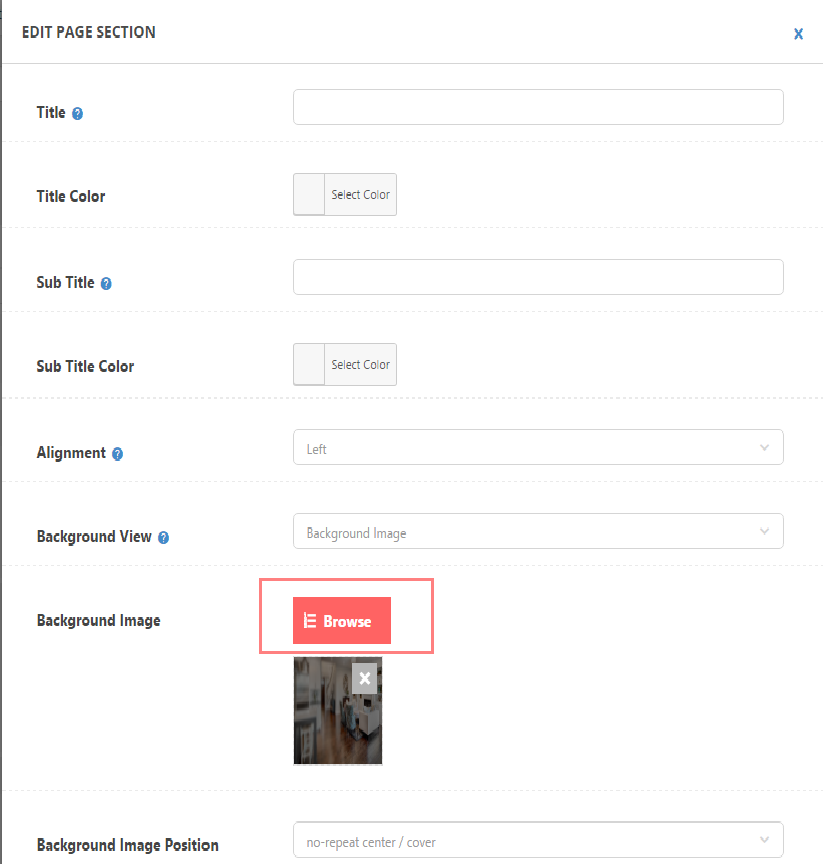 EDIT PAGE SECTION
x
Title ?
Title Color
Select Color
Sub Title ?
Sub Title Color
Select Color
Alignment ?
Left
Background View ?
Background Image
Background Image
Browse
x
Background Image Position
no-repeat center / cover